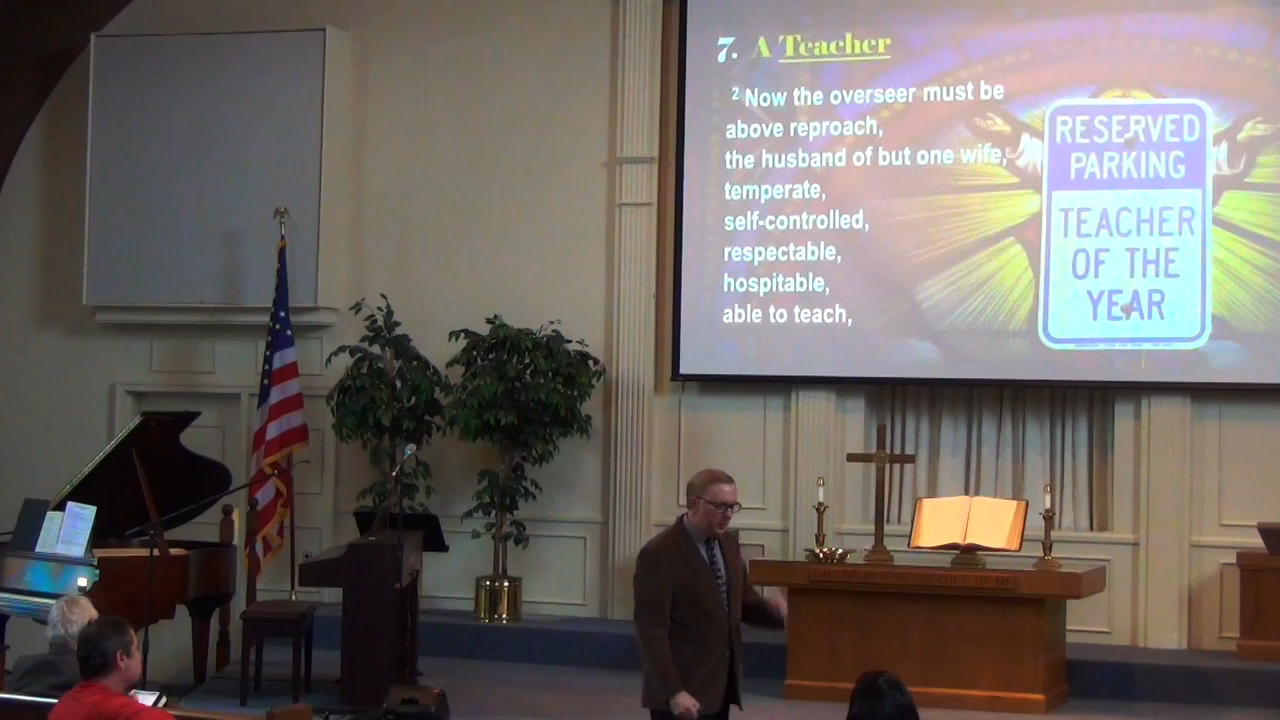 7. A Teacher
2 Now the overseer must be
above reproach,
the husband of but one wife,
temperate,
self-controlled,
respectable,
hospitable,
able to teach,
RESERVED
PARKING
TEACHER
OF THE
YEAR